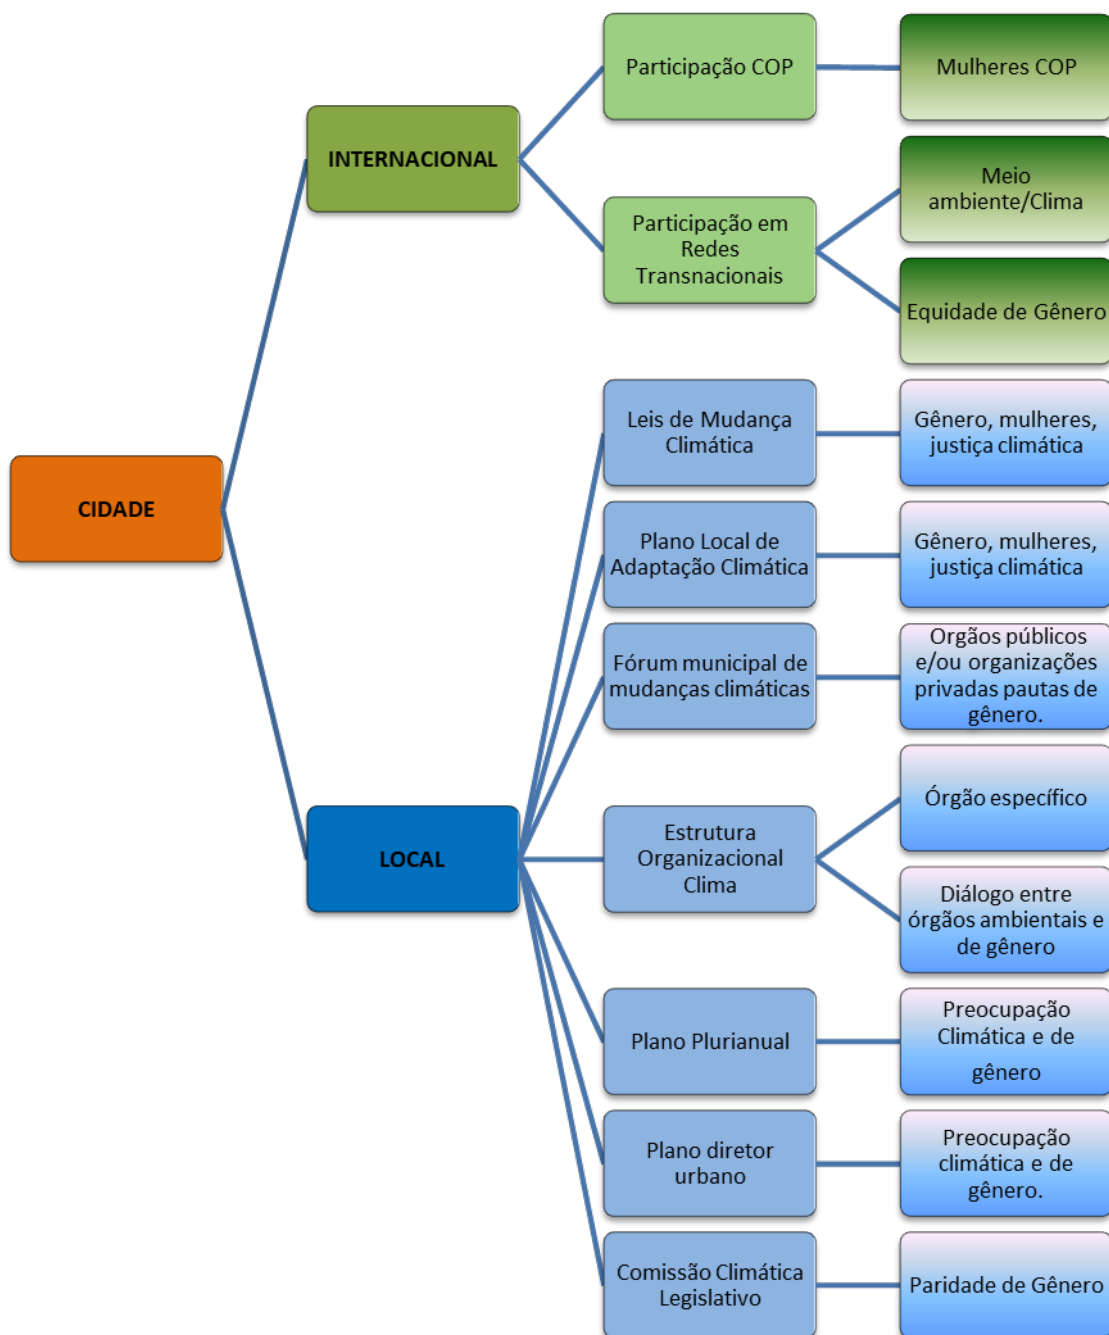 Participação COP
Mulheres COP
INTERNACIONAL
Meio
ambiente/Clima
Participação em
Redes
Transnacionais
Equidade de Gênero
Leis de Mudança
Climática
Gênero, mulheres,
justiça climática
CIDADE
Plano Local de
Adaptação Climática
Gênero, mulheres,
justiça climática
Fórum municipal de
mudanças climáticas
Orgãos públicos
e/ou organizações
privadas pautas de
gênero.
LOCAL
Estrutura
Organizacional
Clima
Órgão específico
Diálogo entre
órgãos ambientais e
de gênero
Plano Plurianual
Preocupação
Climática e de
gênero
Plano diretor
urbano
Preocupação
climática e de
gênero.
Comissão Climática
Legislativo
Paridade de Gênero